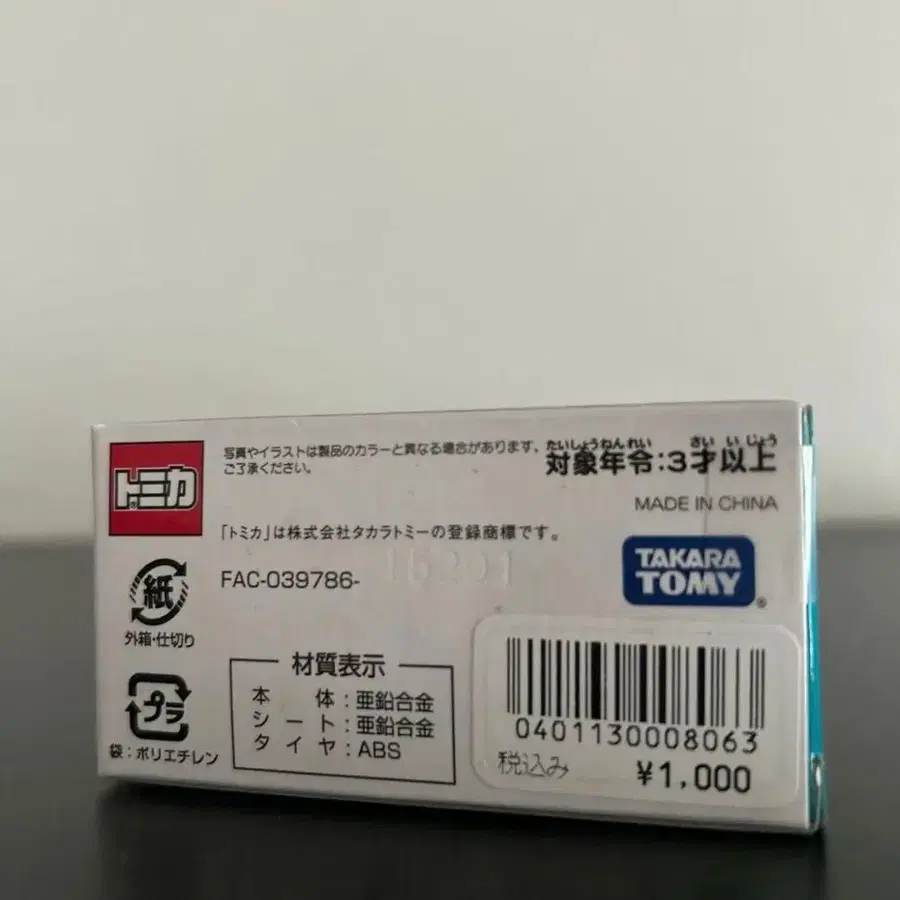 トミカ
写真やイラストは製品のカラーと異なる場合があります。
ご了承ください。
たいしょうねんれい さい いじょう
対象年令:3才以上
MADE IN CHINA
「トミカ」は株式会社タカラトミーの登録商標です。
FAC-039786-
TAKARA
TOMY®
紙
外箱・仕切り
プラ
袋:ポリエチレン
材質表示
本 体:亜鉛合金
シート:亜鉛合金
タイヤ:ABS
0401130008063
税込み ¥1,000